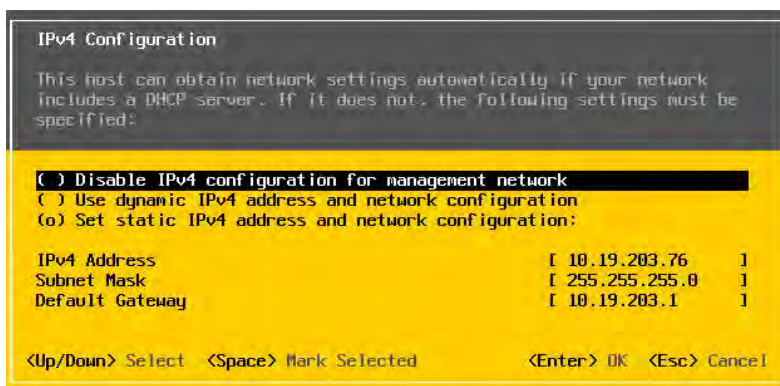 IPv4 Configuration
This host can obtain network settings automatically if your network
includes a DHCP server. If it does not, the following settings must be
specified:
( ) Disable IPv4 configuration for management network
( ) Use dynamic IPv4 address and network configuration
(o) Set static IPv4 address and network configuration:
IPv4 Address [ 10.19.203.76 ]
Subnet Mask [ 255.255.255.0 ]
Default Gateway [ 10.19.203.1 ]
<Up/Down> Select <Space> Mark Selected <Enter> OK <Esc> Cancel